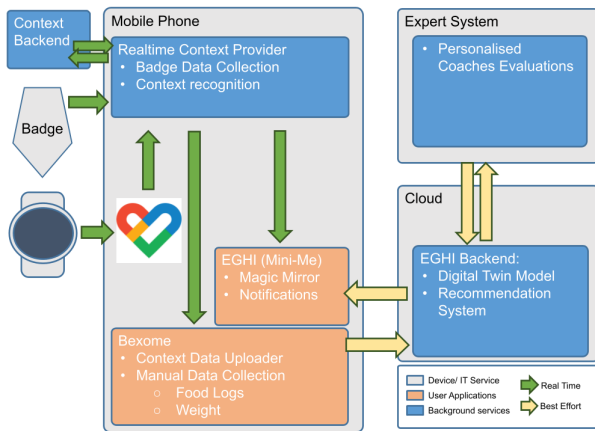 Context
Backend
Mobile Phone
Realtime Context Provider
• Badge Data Collection
• Context recognition
Badge
EGHI (Mini-Me)
• Magic Mirror
• Notifications
Bexome
• Context Data Uploader
• Manual Data Collection
○ Food Logs
○ Weight
Expert System
• Personalised
Coaches Evaluations
Cloud
EGHI Backend:
• Digital Twin Model
• Recommendation
System
Device/ IT Service
User Applications
Background services
Real Time
Best Effort